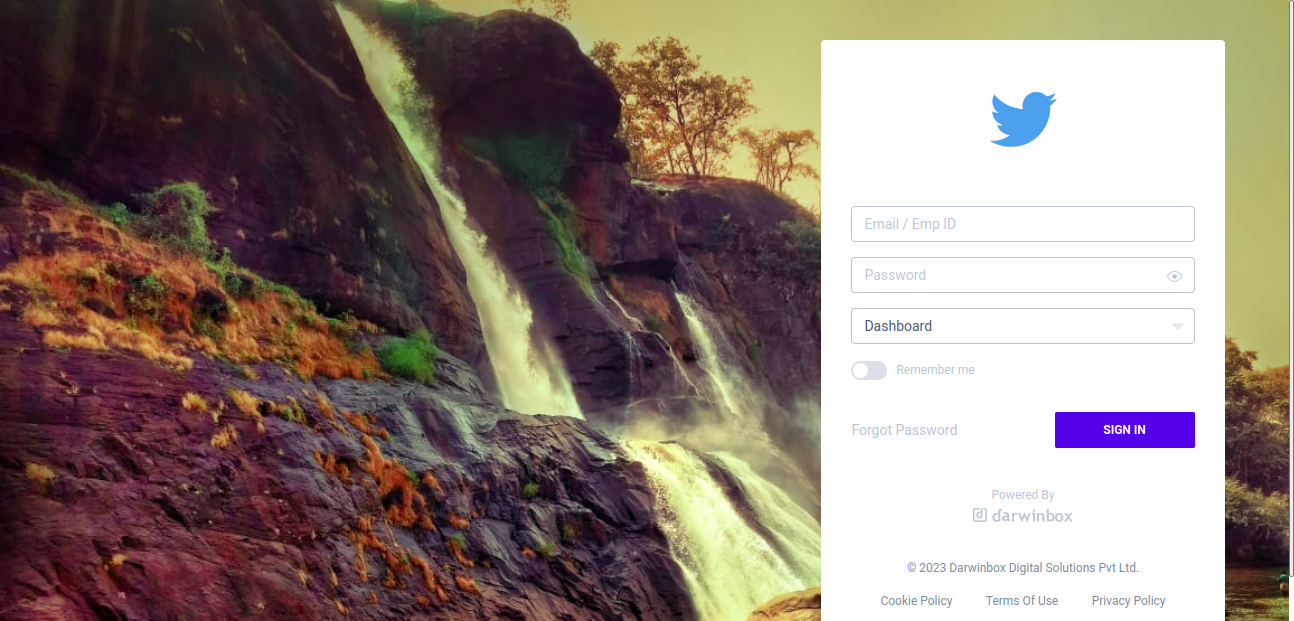 Email / Emp ID
Password
Dashboard
Remember me
Forgot Password
SIGN IN
Powered By
darwinbox
© 2023 Darwinbox Digital Solutions Pvt Ltd.
Cookie Policy
Terms Of Use
Privacy Policy